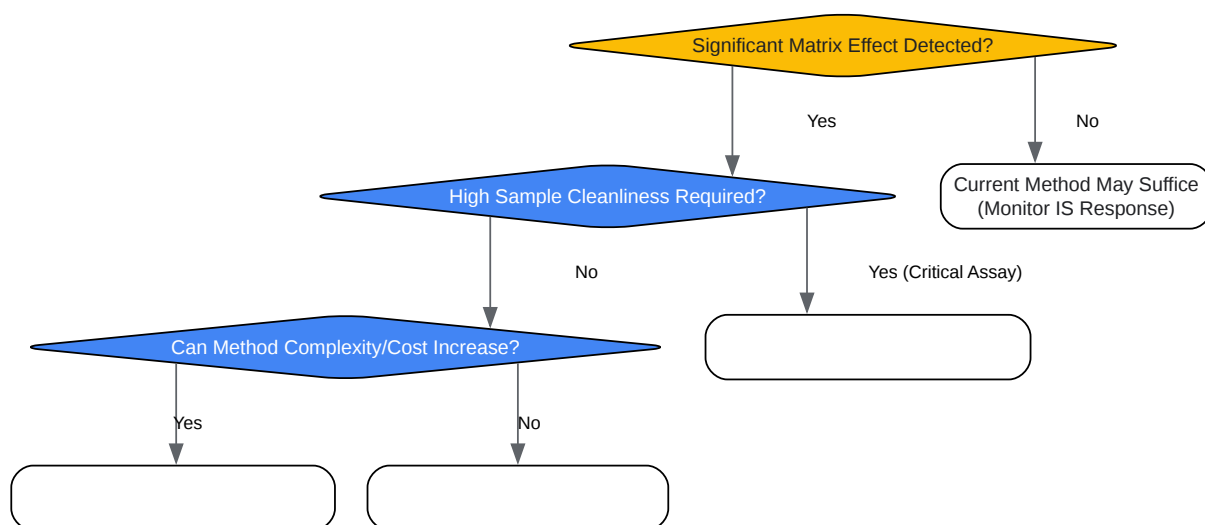 Significant Matrix Effect Detected?
Yes
No
High Sample Cleanliness Required?
Current Method May Suffice
(Monitor IS Response)
No
Yes (Critical Assay)
Can Method Complexity/Cost Increase?
Yes
No